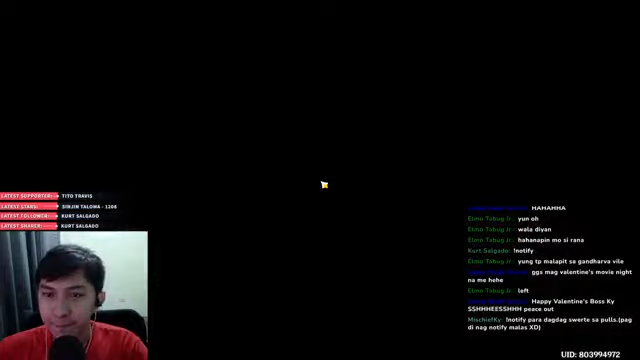 LATEST SUPPORTER: TITO TRAVIS
LATEST STARS: SINJIN TALOMA - 1206
LATEST FOLLOWER: KURT SALGADO
LATEST SHARER: KURT SALGADO
HAHAHHA
Elmo Tabug Jr.: yun oh
Elmo Tabug Jr.: wala diyan
Elmo Tabug Jr.: hahanapin mo si rana
Kurt Salgado: !notify
Elmo Tabug Jr.: yung tp malapit sa gandharva vile
ggs mag valentine's movie night
na me hehe
Elmo Tabug Jr.: left
Happy Valentine's Boss Ky
SSHHHEESSHHH peace out
MischiefKy: !notify para dagdag swerte sa pulls.(pag
di nag notify malas XD)
UID: 803994972